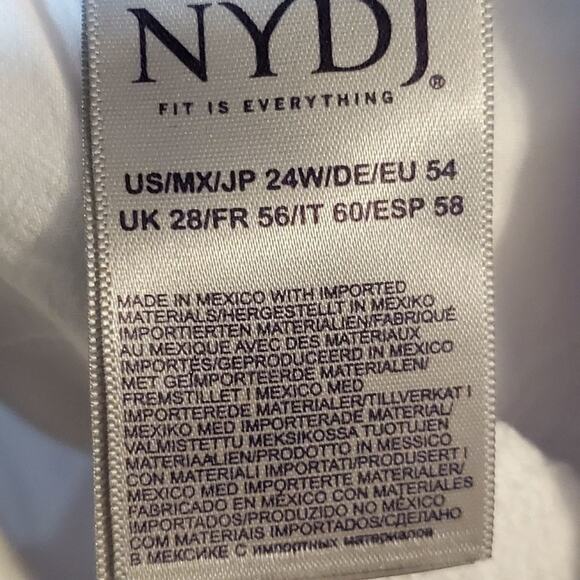 NYDJ®
FIT IS EVERYTHING
US/MX/JP 24W/DE/EU 54
UK 28/FR 56/IT 60/ESP 58
MADE IN MEXICO WITH IMPORTED
MATERIALS/HERGESTELLT IN MEXIKO
IMPORTIERTEN MATERIALIEN/FABRIQUÉ
AU MEXIQUE AVEC DES MATERIAUX
IMPORTÉS/GEPRODUCEERD IN MEXICO
MET GEÏMPORTEERDE MATERIALEN/
FREMSTILLET I MEXICO MED
IMPORTEREDE MATERIALER/TILLVERKAT I
MEXIKO MED IMPORTERADE MATERIAL/
VALMISTETTU MEKSIKOSSA TUOTUJEN
MATERIAALIEN/PRODOTTO IN MESSICO
CON MATERIALI IMPORTATI/PRODUSERT I
MEXICO MED IMPORTERTE MATERIALER/
FABRICADO EN MÉXICO CON MATERIALES
IMPORTADOS/PRODUZIDO NO MÉXICO
COM MATERIAIS IMPORTADOS/СДЕЛАНО
В МЕКСИКЕ С импортных материалов